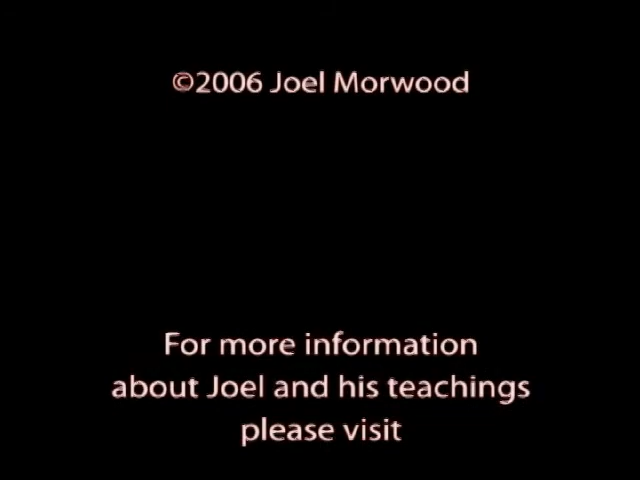 ©2006 Joel Morwood
For more information
about Joel and his teachings
please visit